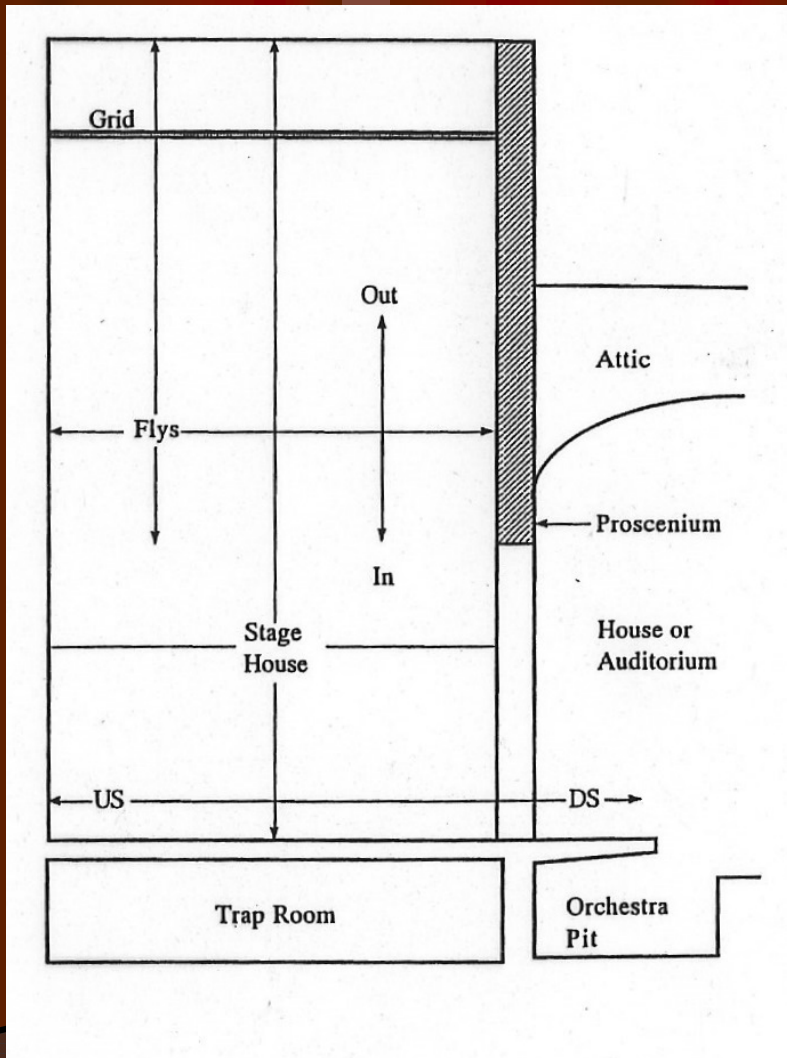 Grid
Out
Attic
Flys
Proscenium
In
Stage
House
House or
Auditorium
US
DS
Trap Room
Orchestra
Pit